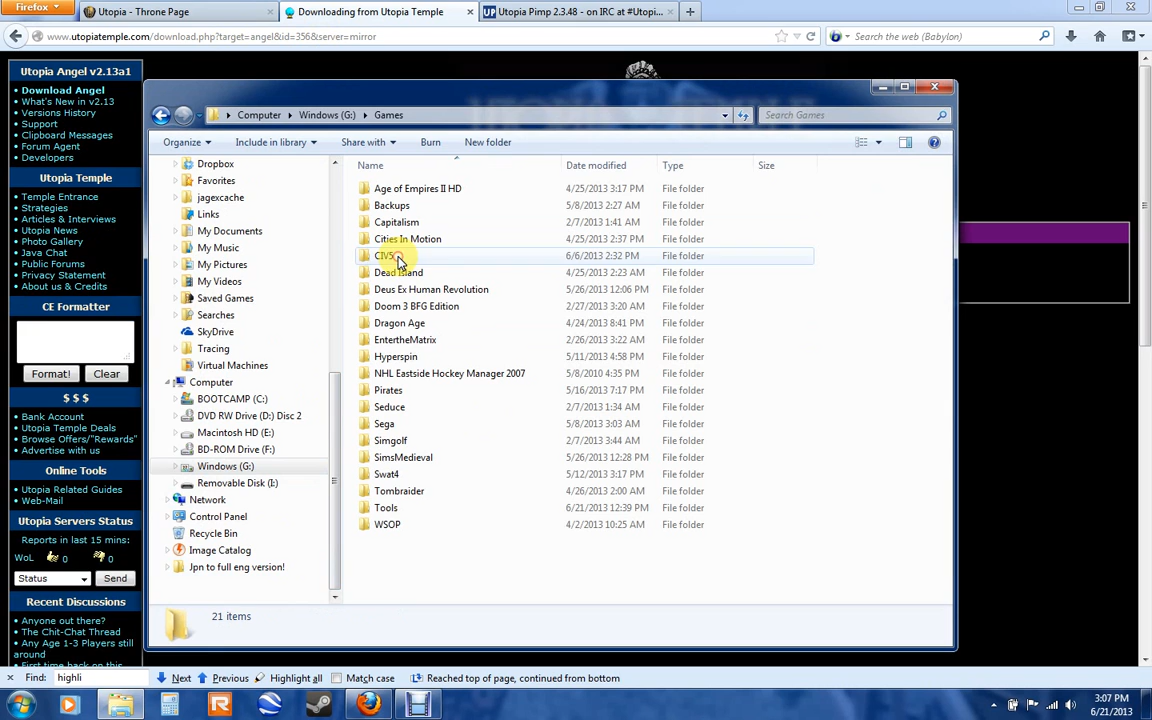 Firefox
Utopia - Throne Page
Downloading from Utopia Temple
Utopia Pimp 2.3.48 - on IRC at #Utopi...
www.utopiatemple.com/download.php?target=angel&id=356&server=mirror
Search the web (Babylon)
Utopia Angel v2.13a1
Download Angel
What's New in v2.13
Versions History
Support
Clipboard Messages
Forum Agent
Developers
Utopia Temple
Temple Entrance
Strategies
Articles & Interviews
Utopia News
Photo Gallery
Java Chat
Public Forums
Privacy Statement
About us & Credits
CE Formatter
Format!
Clear
$ $ $
Bank Account
Utopia Temple Deals
Browse Offers/"Rewards"
Advertise with us
Online Tools
Utopia Related Guides
Web-Mail
Utopia Servers Status
Reports in last 15 mins:
WoL 0 0
Status
Send
Recent Discussions
Anyone out there?
The Chit-Chat Thread
Any Age 1-3 Players still
around
First time back on this
Computer
Windows (G:)
Games
Search Games
Organize
Include in library
Share with
Burn
New folder
Dropbox
Favorites
jagexcache
Links
My Documents
My Music
My Pictures
My Videos
Saved Games
Searches
SkyDrive
Tracing
Virtual Machines
Computer
BOOTCAMP (C:)
DVD RW Drive (D:) Disc 2
Macintosh HD (E:)
BD-ROM Drive (F:)
Windows (G:)
Removable Disk (I:)
Network
Control Panel
Recycle Bin
Image Catalog
Jpn to full eng version!
Name Date modified Type Size
Age of Empires II HD 4/25/2013 3:17 PM File folder
Backups 5/8/2013 2:27 AM File folder
Capitalism 2/7/2013 1:41 AM File folder
Cities In Motion 4/25/2013 2:37 PM File folder
CIV5 6/6/2013 2:32 PM File folder
Dead Island 4/25/2013 2:23 AM File folder
Deus Ex Human Revolution 5/26/2013 12:06 PM File folder
Doom 3 BFG Edition 2/27/2013 3:20 AM File folder
Dragon Age 4/24/2013 8:41 PM File folder
EntertheMatrix 2/26/2013 3:22 AM File folder
Hyperspin 5/11/2013 4:58 PM File folder
NHL Eastside Hockey Manager 2007 5/8/2010 4:35 PM File folder
Pirates 5/16/2013 7:17 PM File folder
Seduce 2/7/2013 1:34 AM File folder
Sega 5/8/2013 3:03 AM File folder
Simgolf 2/7/2013 3:44 AM File folder
SimsMedieval 5/26/2013 12:28 PM File folder
Swat4 5/12/2013 3:17 PM File folder
Tombraider 4/26/2013 2:00 AM File folder
Tools 6/21/2013 12:39 PM File folder
WSOP 4/2/2013 10:25 AM File folder
21 items
Find: highli
Next
Previous
Highlight all
Match case
Reached top of page, continued from bottom
3:07 PM
6/21/2013